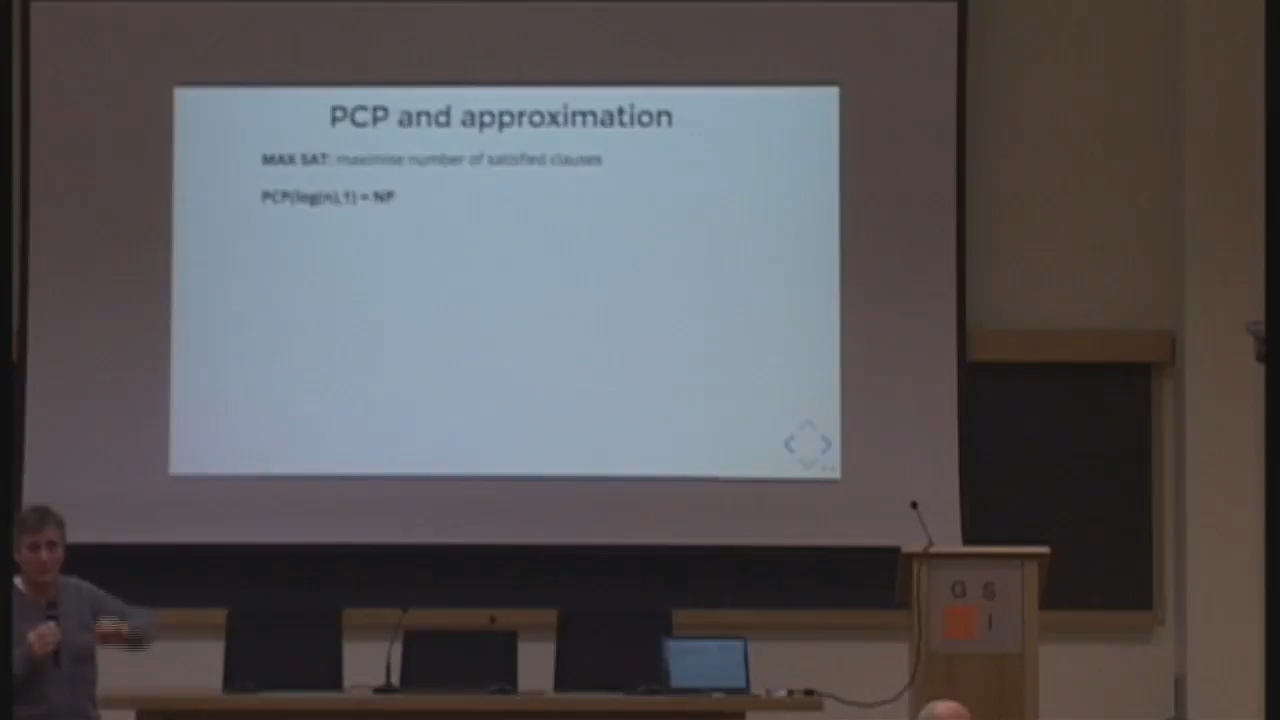 PCP and approximation
MAX SAT: maximise number of satisfied clauses
PCP(log(n),1) = NP
G S
I